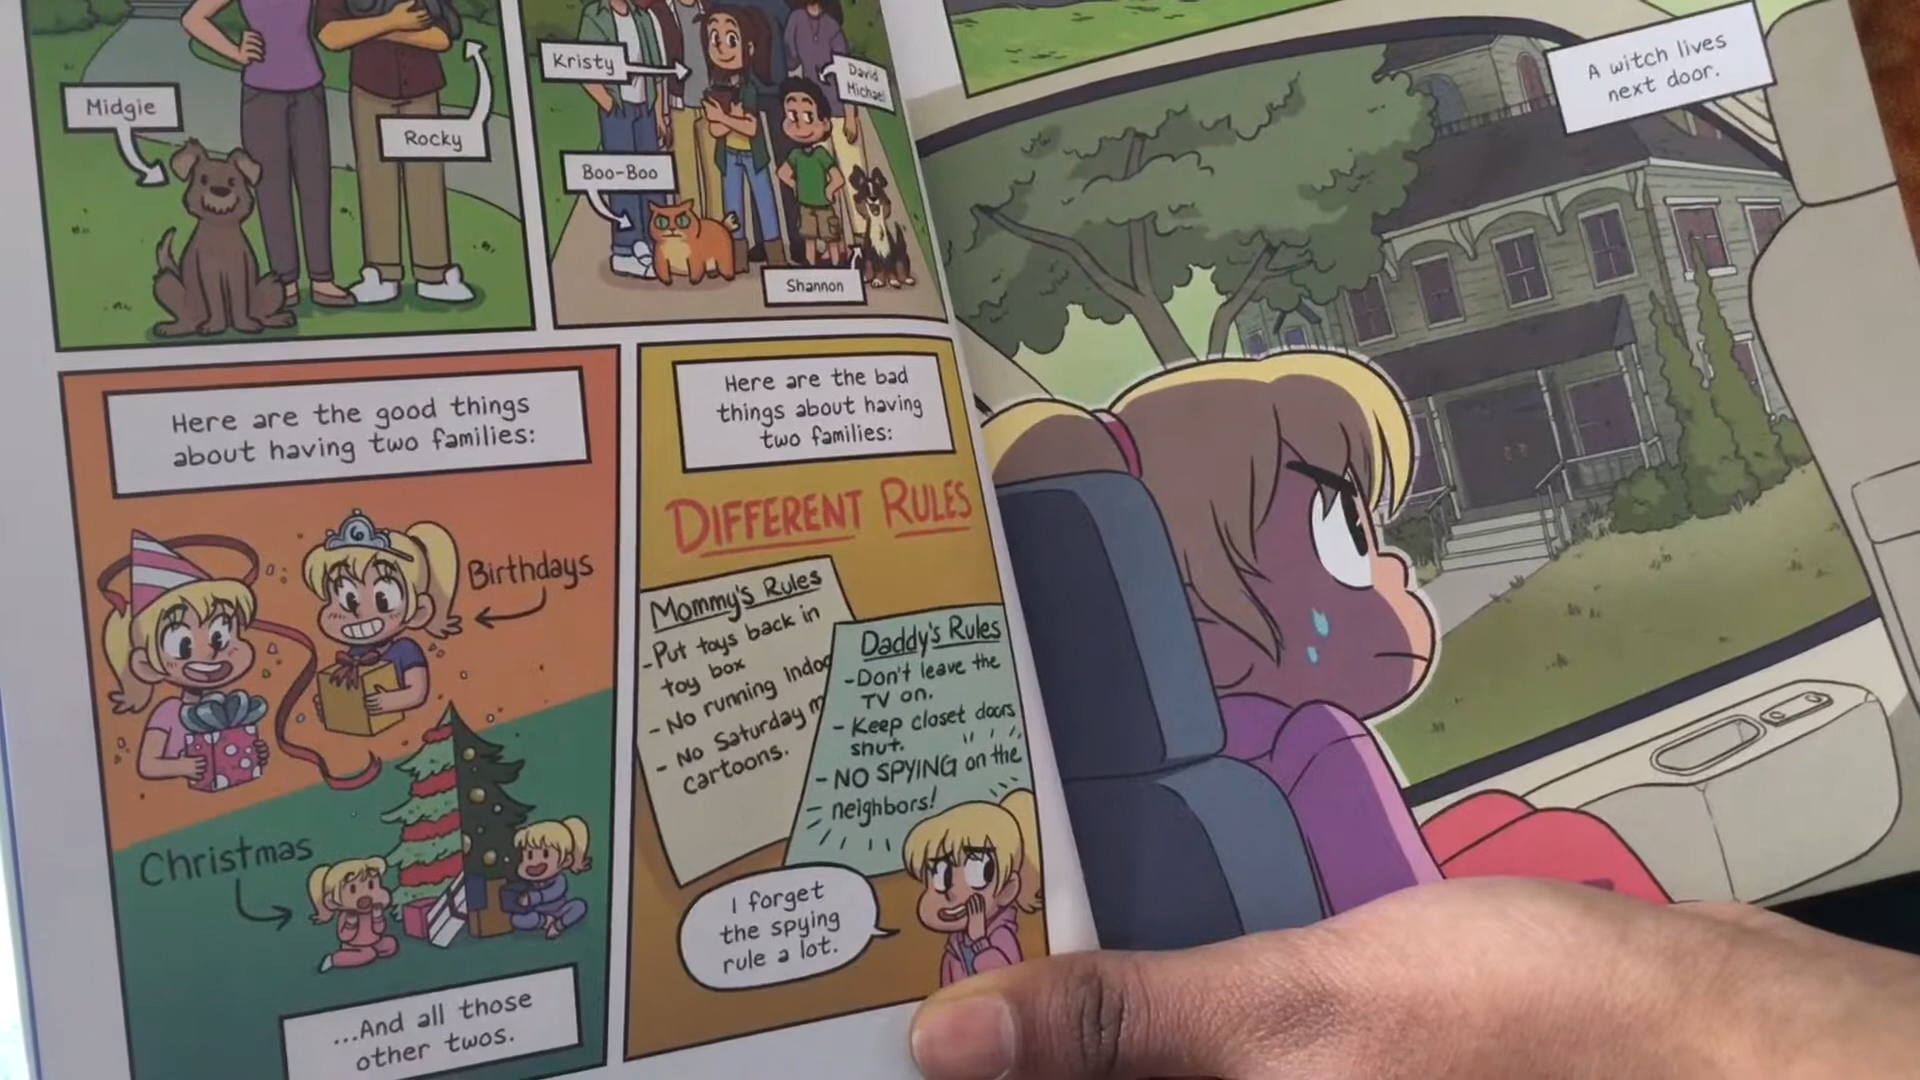 Midgie
Rocky
Kristy
David
Michael
Boo-Boo
Shannon
Here are the good things
about having two families:
Birthdays
6
Christmas
...And all those
other twos.
Here are the bad
things about having
two families:
DIFFERENT RULES
Mommy's Rules
-Put toys back in
toy box
- No running
- No Saturday
cartoons.
Daddy's Rules
-Don't leave the
TV on.
- Keep closet doors
shut.
- NO SPYING on the
neighbors!
I forget
the spying
rule a lot.
A witch lives
next door.